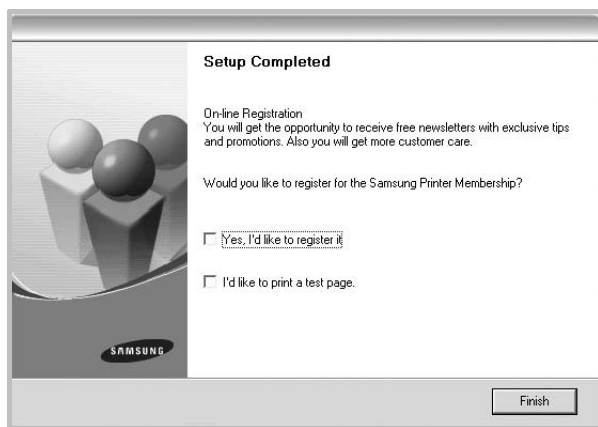 Setup Completed
On-line Registration
You will get the opportunity to receive free newsletters with exclusive tips
and promotions. Also you will get more customer care.
Would you like to register for the Samsung Printer Membership?
Yes, I'd like to register it
I'd like to print a test page.
SAMSUNG
Finish